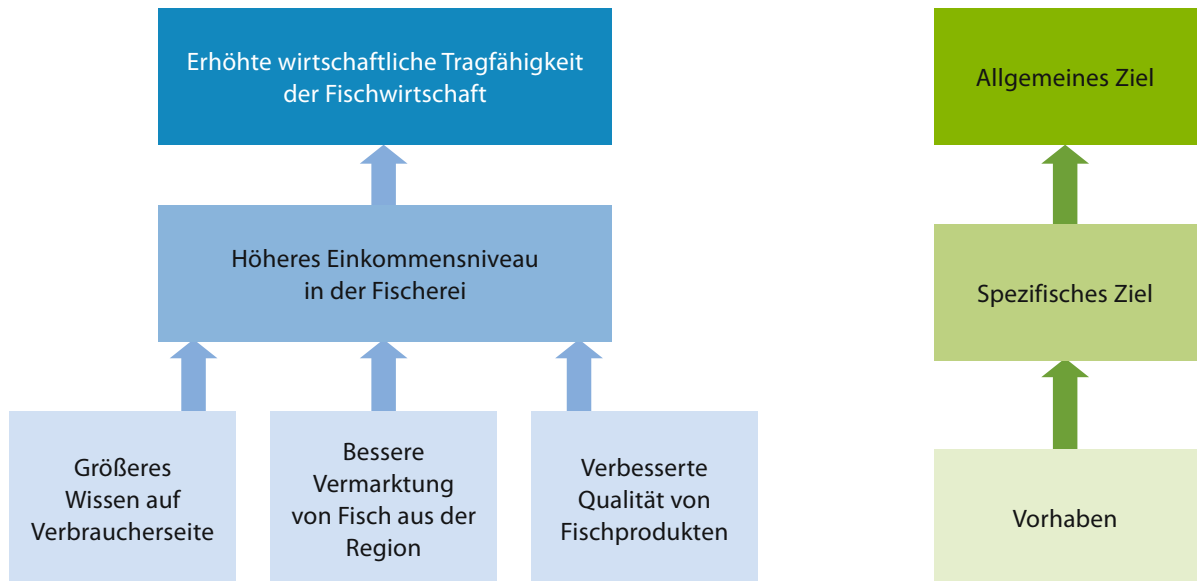 Erhöhte wirtschaftliche Tragfähigkeit
der Fischwirtschaft
Allgemeines Ziel
Höheres Einkommensniveau
in der Fischerei
Spezifisches Ziel
Größeres
Wissen auf
Verbraucherseite
Bessere
Vermarktung
von Fisch aus der
Region
Verbesserte
Qualität von
Fischprodukten
Vorhaben